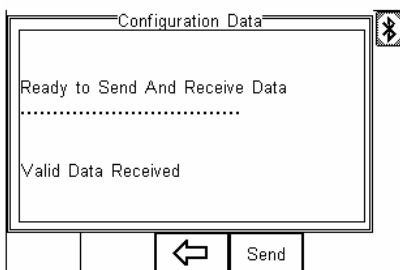 Configuration Data
Ready to Send And Receive Data
.................................
Valid Data Received
Send